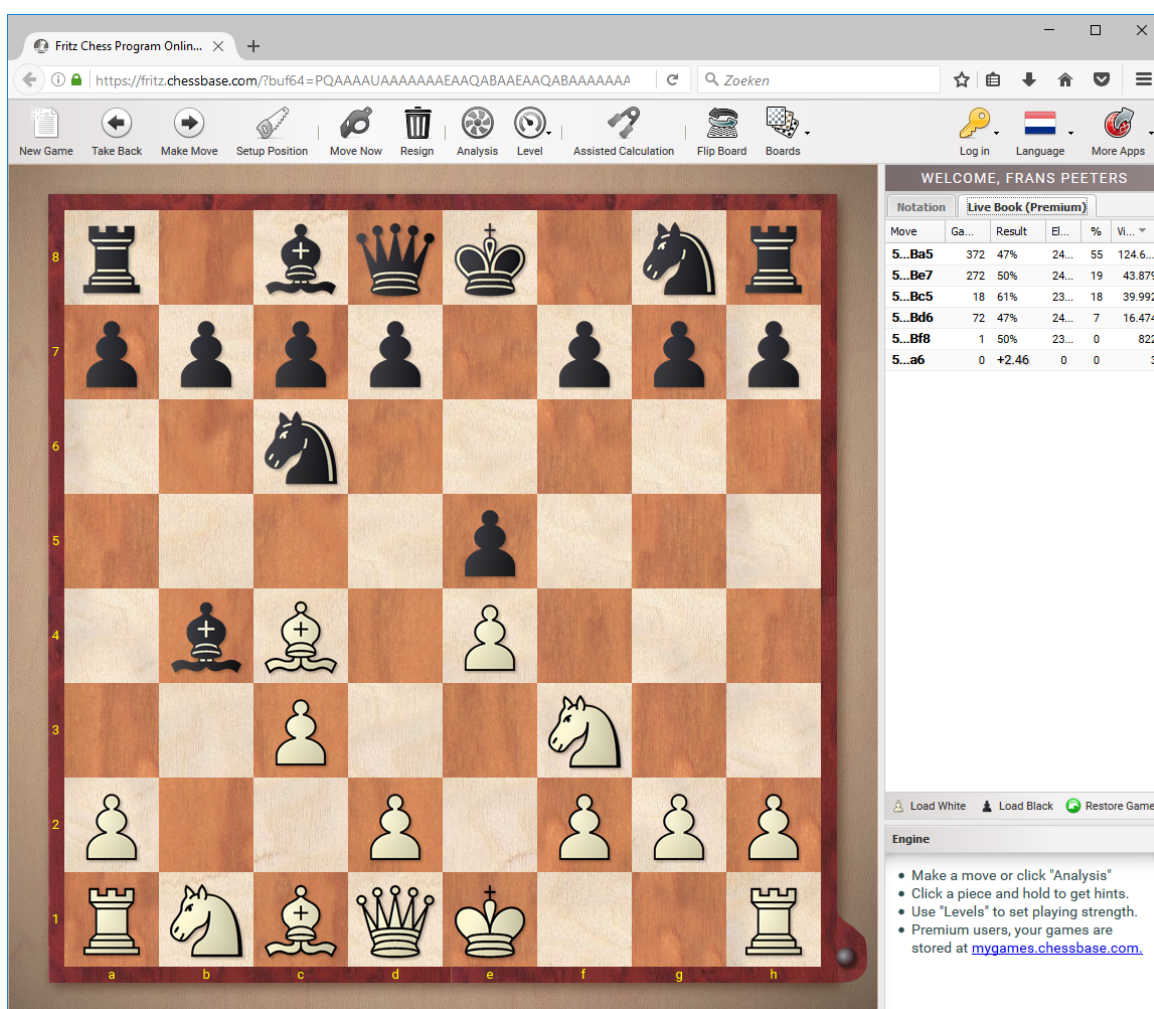 Fritz Chess Program Onlin...
https://fritz.chessbase.com/?buf64=PQAAAAUAAAAAAAEAAQABAAEAAQABAAAAAAA
Zoeken
New Game Take Back Make Move Setup Position Move Now Resign Analysis Level Assisted Calculation Flip Board Boards Log in Language More Apps
WELCOME, FRANS PEETERS
Notation Live Book (Premium)
Move Ga... Result El... % Vi...
5...Ba5 372 47% 24... 55 124.6...
5...Be7 272 50% 24... 19 43.879
5...Bc5 18 61% 23... 18 39.992
5...Bd6 72 47% 24... 7 16.474
5...Bf8 1 50% 23... 0 822
5...a6 0 +2.46 0 0 3
8
7
6
5
4
3
2
1
a b c d e f g h
Load White Load Black Restore Game
Engine
• Make a move or click "Analysis"
• Click a piece and hold to get hints.
• Use "Levels" to set playing strength.
• Premium users, your games are
stored at mygames.chessbase.com.